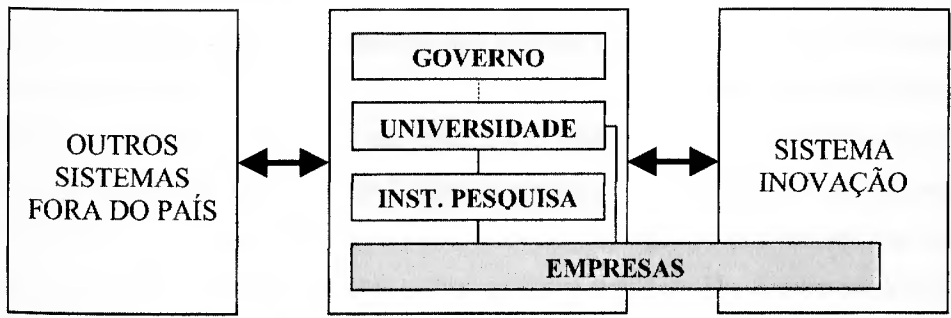 OUTROS
SISTEMAS
FORA DO PAÍS
GOVERNO
UNIVERSIDADE
INST. PESQUISA
EMPRESAS
SISTEMA
INOVAÇÃO